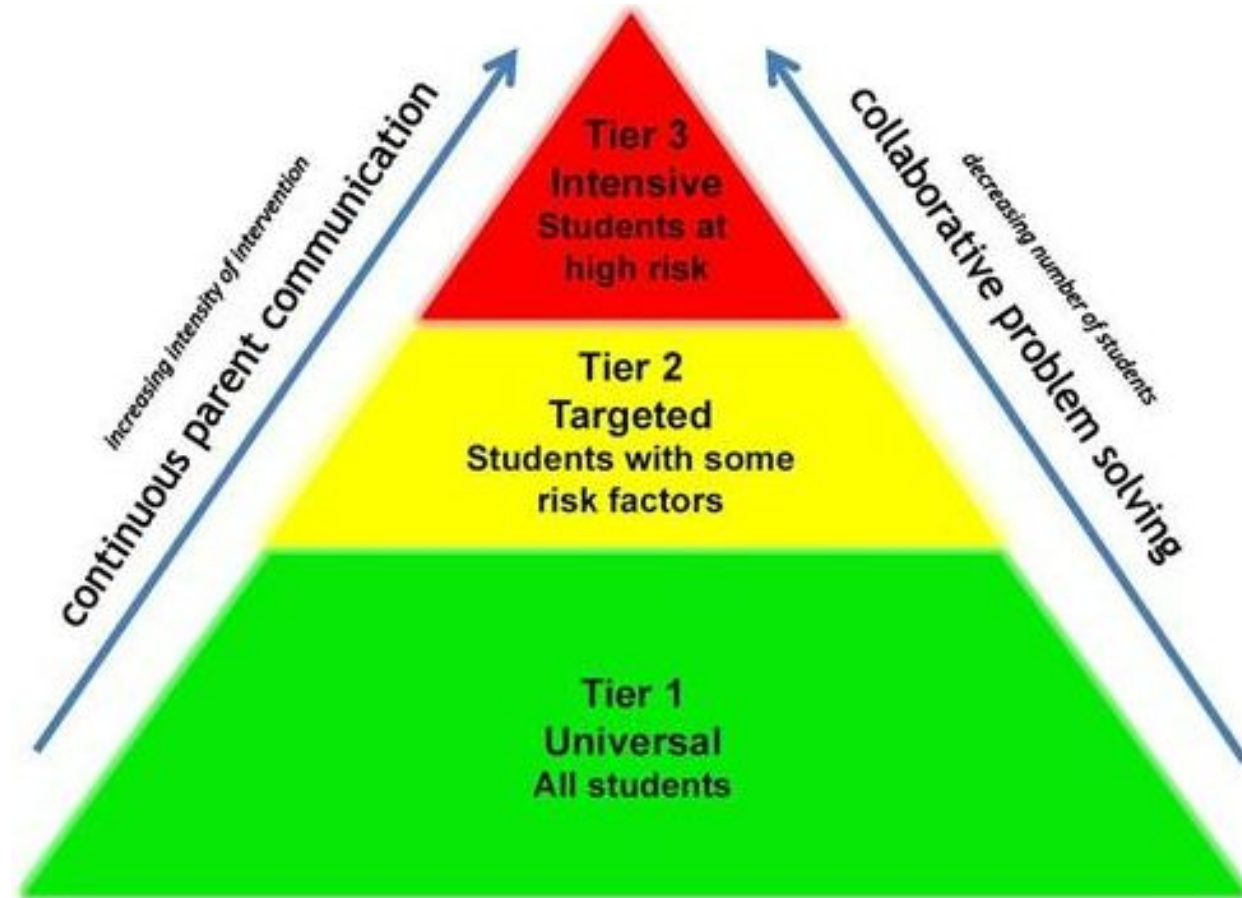 Tier 3
Intensive
Students at
high risk
Tier 2
Targeted
Students with some
risk factors
Tier 1
Universal
All students
increasing intensity of intervention
continuous parent communication
decreasing number of students
collaborative problem solving